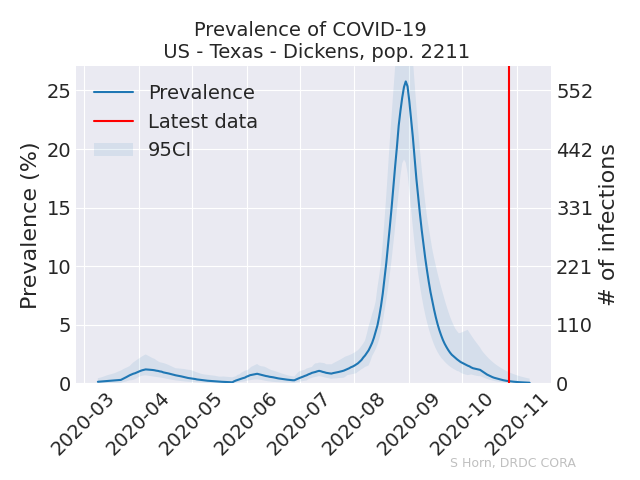 Prevalence of COVID-19
US - Texas - Dickens, pop. 2211
Prevalence
Latest data
95CI
Prevalence (%)
25
20
15
10
5
0
552
442
331
221
110
0
# of infections
2020-03
2020-04
2020-05
2020-06
2020-07
2020-08
2020-09
2020-10
2020-11
S Horn, DRDC CORA